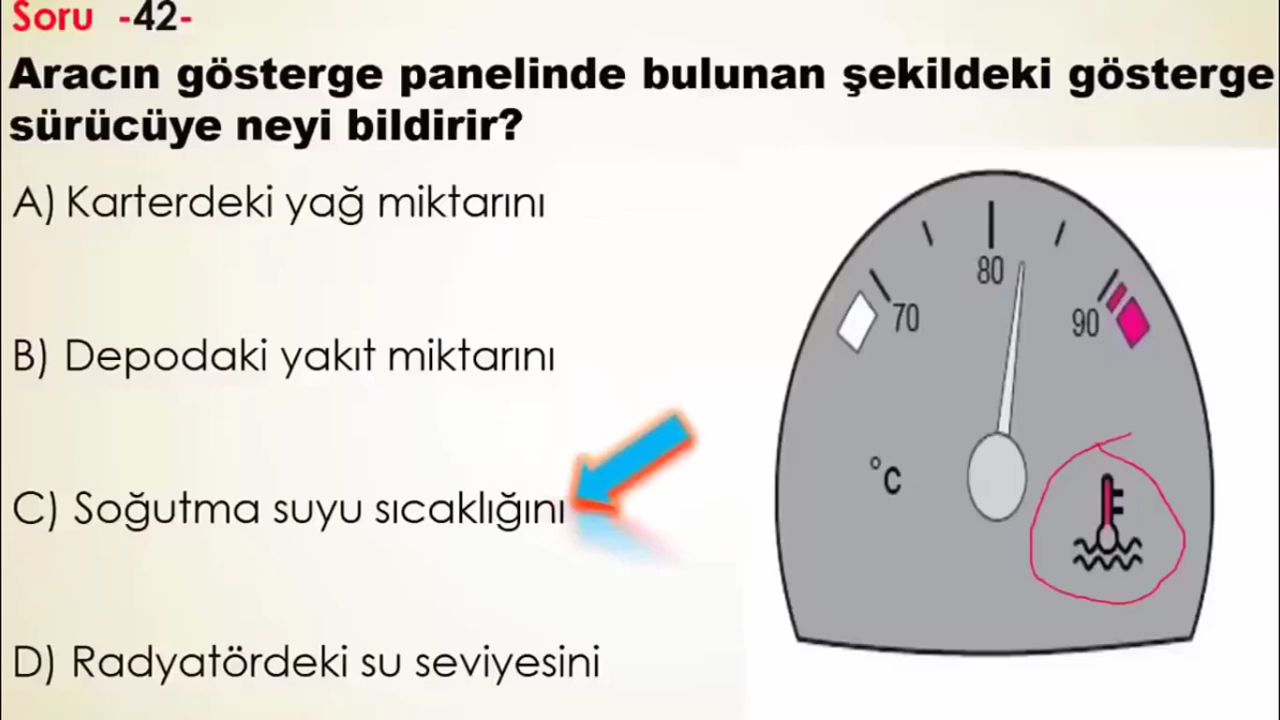 Soru -42-
Aracın gösterge panelinde bulunan şekildeki gösterge
sürücüye neyi bildirir?
A) Karterdeki yağ miktarını
B) Depodaki yakıt miktarını
C) Soğutma suyu sıcaklığını
D) Radyatördeki su seviyesini
80
70
90
°C